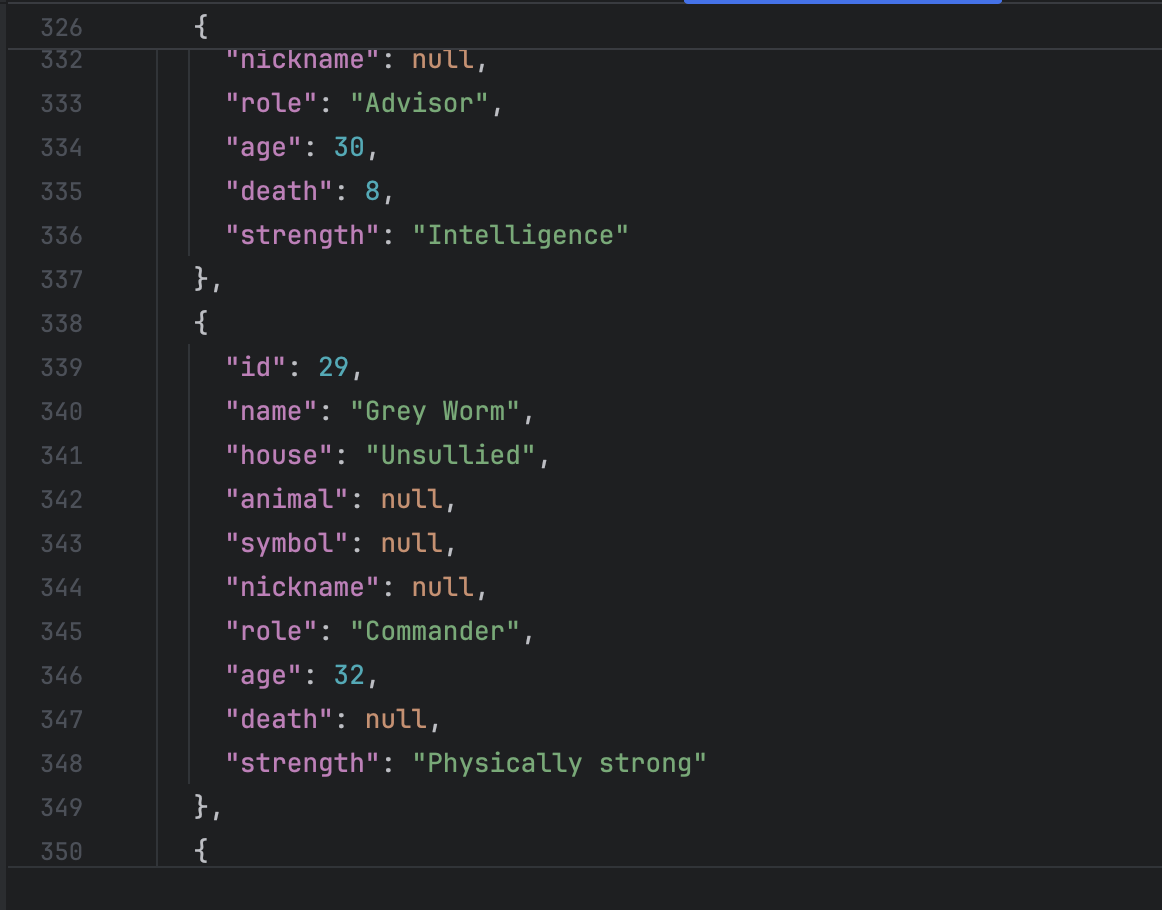 326 {
332 "nickname": null,
333 "role": "Advisor",
334 "age": 30,
335 "death": 8,
336 "strength": "Intelligence"
337 },
338 {
339 "id": 29,
340 "name": "Grey Worm",
341 "house": "Unsullied",
342 "animal": null,
343 "symbol": null,
344 "nickname": null,
345 "role": "Commander",
346 "age": 32,
347 "death": null,
348 "strength": "Physically strong"
349 },
350 {